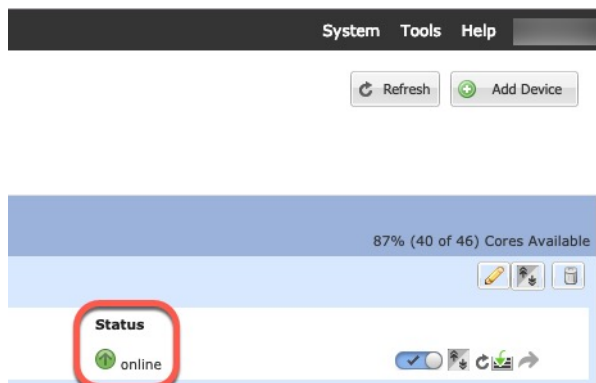 System Tools Help
Refresh Add Device
87% (40 of 46) Cores Available
Status
online